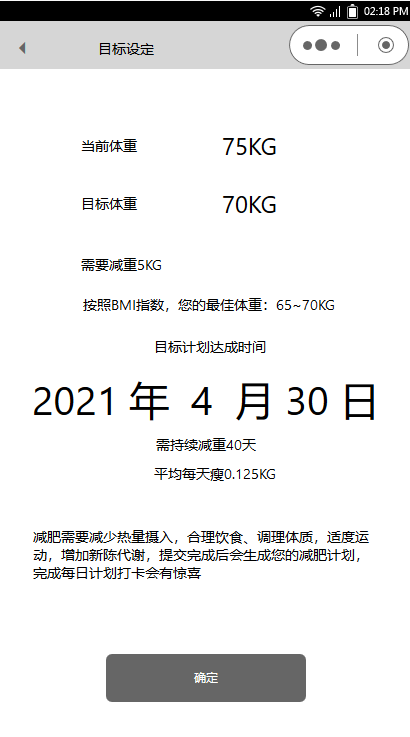 02:18 PM
目标设定
当前体重 75KG
目标体重 70KG
需要减重5KG
按照BMI指数，您的最佳体重：65~70KG
目标计划达成时间
2021 年 4 月 30 日
需持续减重40天
平均每天瘦0.125KG
减肥需要减少热量摄入，合理饮食、调理体质，适度运
动，增加新陈代谢，提交完成后会生成您的减肥计划，
完成每日计划打卡会有惊喜
确定